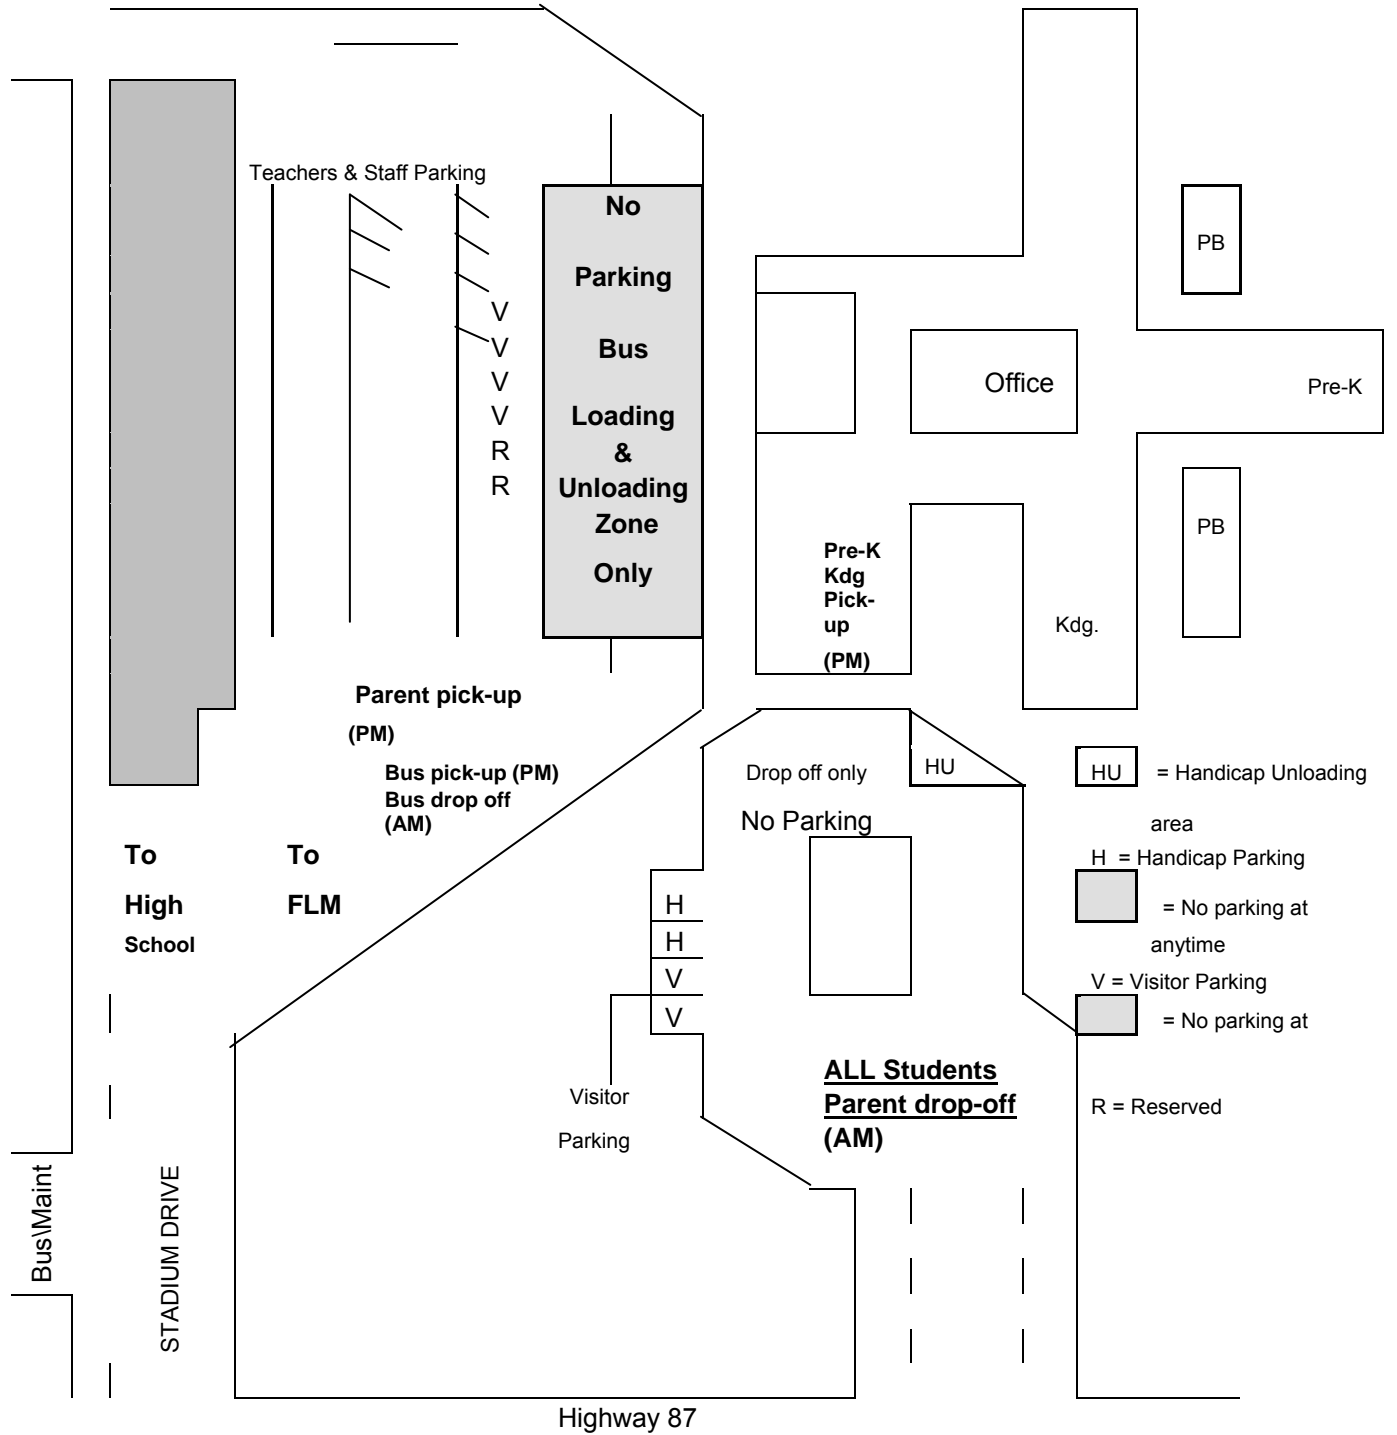 Teachers & Staff Parking
No
Parking
Bus
Loading
&
Unloading
Zone
Only
V
V
V
V
R
R
PB
Office
Pre-K
PB
Pre-K
Kdg
Pick-
up
(PM)
Kdg.
Parent pick-up
(PM)
Bus pick-up (PM)
Bus drop off
(AM)
Drop off only
HU
No Parking
To
High
School
To
FLM
H
H
V
V
Visitor
Parking
ALL Students
Parent drop-off
(AM)
HU = Handicap Unloading
area
H = Handicap Parking
= No parking at
anytime
V = Visitor Parking
= No parking at
R = Reserved
Bus\Maint
STADIUM DRIVE
Highway 87